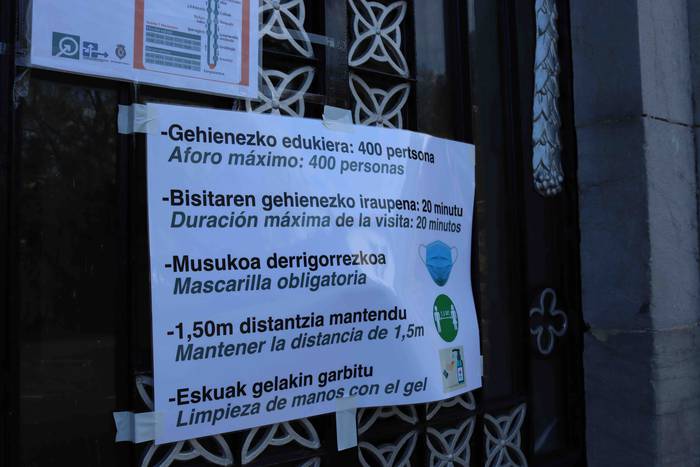 -Gehienezko edukiera: 400 pertsona
Aforo máximo: 400 personas
-Bisitaren gehienezko iraupena: 20 minutu
Duración máxima de la visita: 20 minutos
-Musukoa derrigorrezkoa
Mascarilla obligatoria
-1,50m distantzia mantendu
Mantener la distancia de 1,5m
-Eskuak gelakin garbitu
Limpieza de manos con el gel